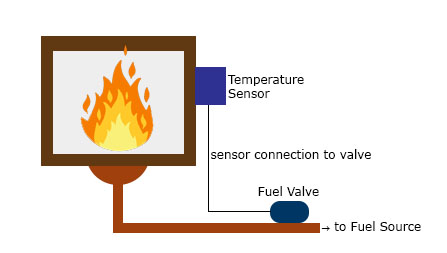 Temperature
Sensor
sensor connection to valve
Fuel Valve
→ to Fuel Source